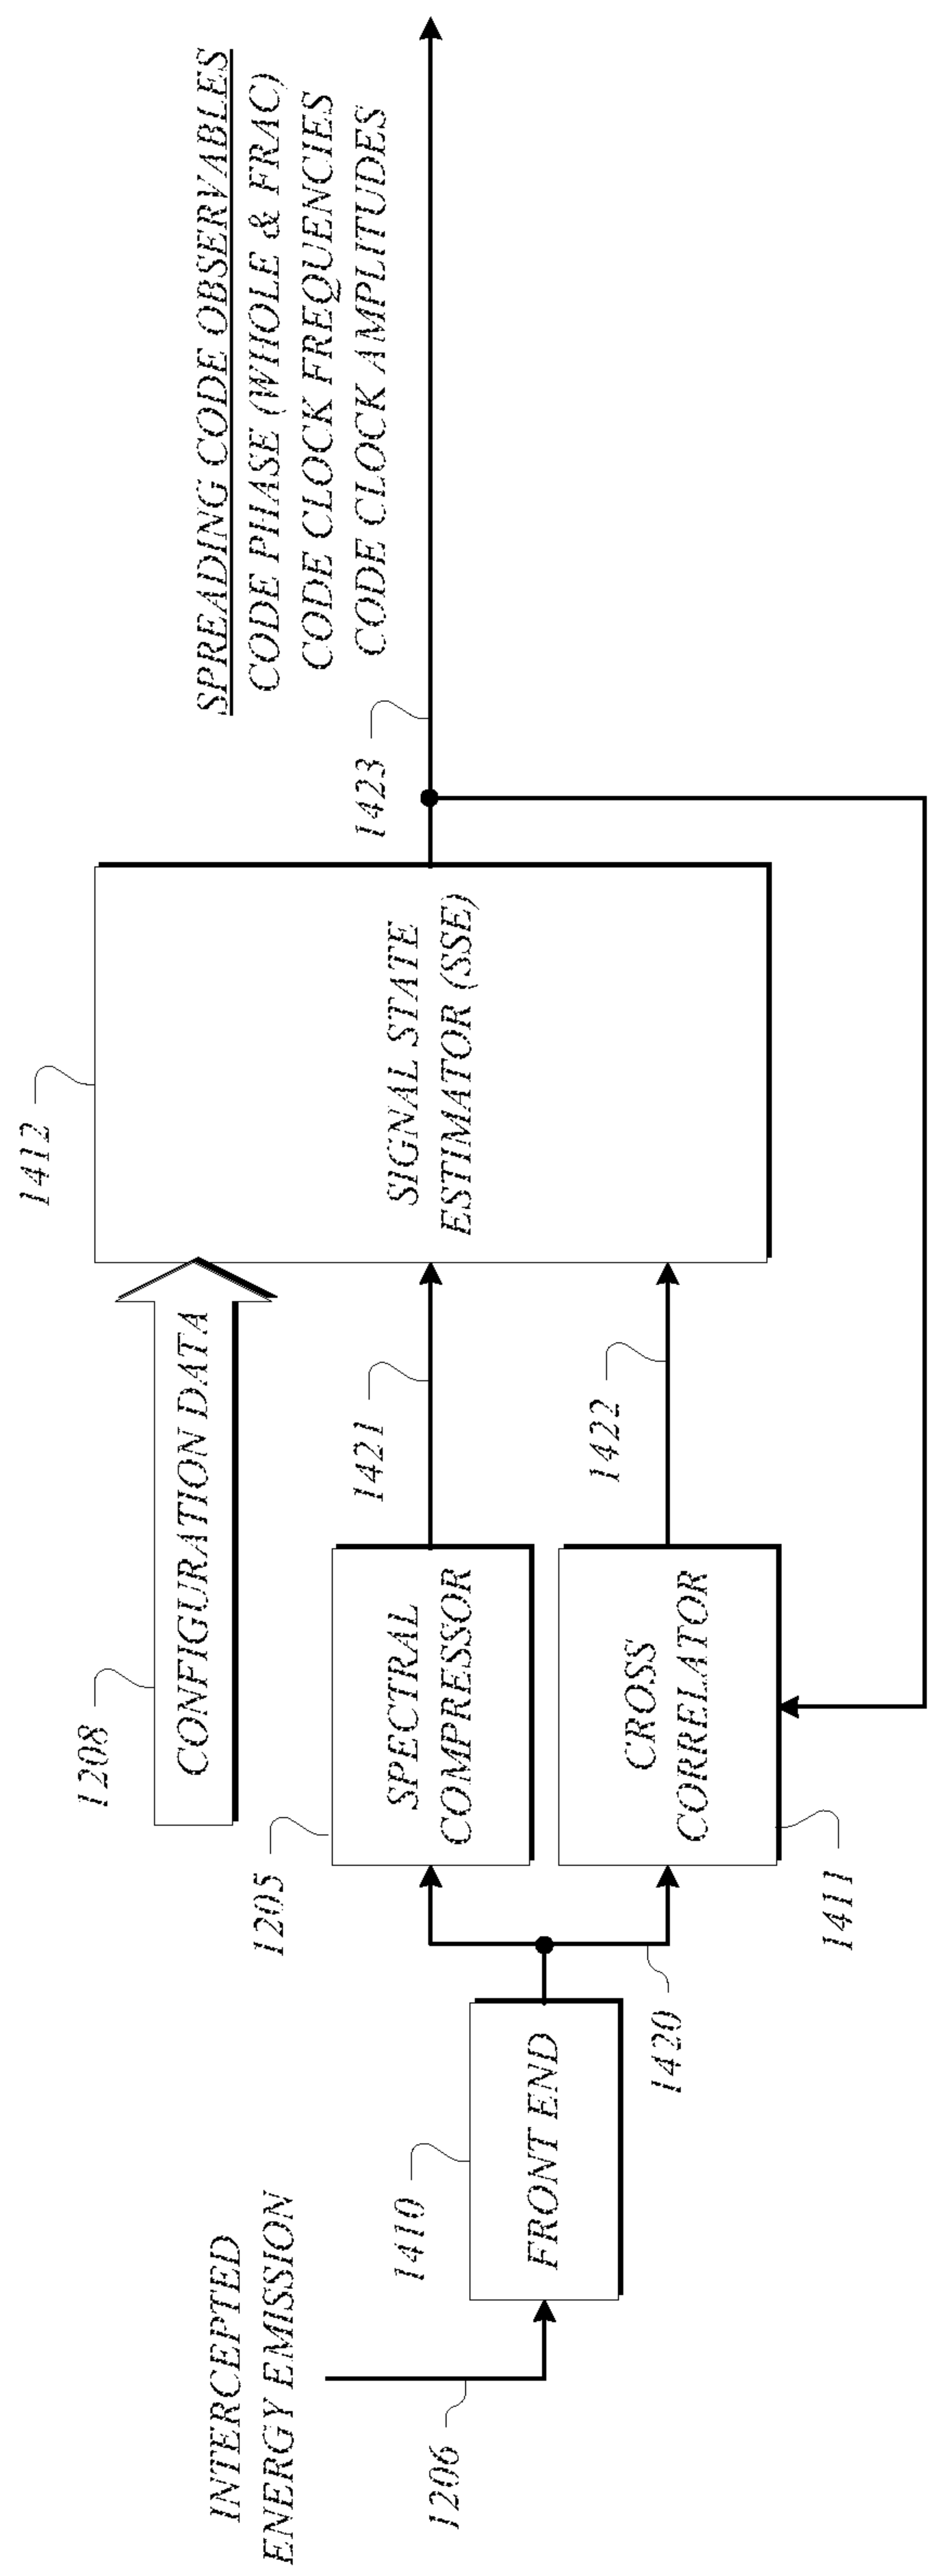 INTERCEPTED
ENERGY EMISSION
1206
1410
FRONT END
1420
1208
CONFIGURATION DATA
1205
SPECTRAL
COMPRESSOR
1421
CROSS
CORRELATOR
1411
1422
1412
SIGNAL STATE
ESTIMATOR (SSE)
1423
SPREADING CODE OBSERVABLES
CODE PHASE (WHOLE & FRAC)
CODE CLOCK FREQUENCIES
CODE CLOCK AMPLITUDES